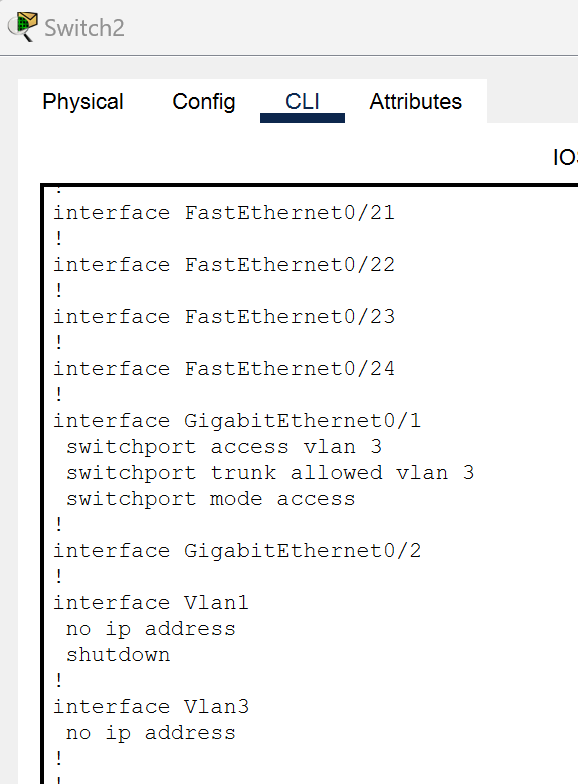 Switch2
Physical Config CLI Attributes
IOS
!
interface FastEthernet0/21
!
interface FastEthernet0/22
!
interface FastEthernet0/23
!
interface FastEthernet0/24
!
interface GigabitEthernet0/1
 switchport access vlan 3
 switchport trunk allowed vlan 3
 switchport mode access
!
interface GigabitEthernet0/2
!
interface Vlan1
 no ip address
 shutdown
!
interface Vlan3
 no ip address
!
!